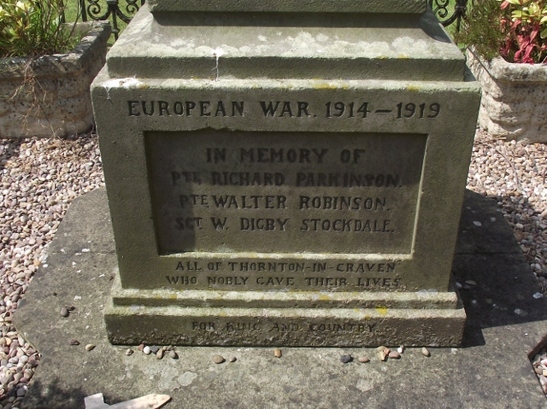 EUROPEAN WAR. 1914 – 1919
IN MEMORY OF
PTE RICHARD PARKINSON.
PTE WALTER ROBINSON.
SGT W. DIGBY STOCKDALE.
ALL OF THORNTON-IN-CRAVEN
WHO NOBLY GAVE THEIR LIVES
FOR KING AND COUNTRY.